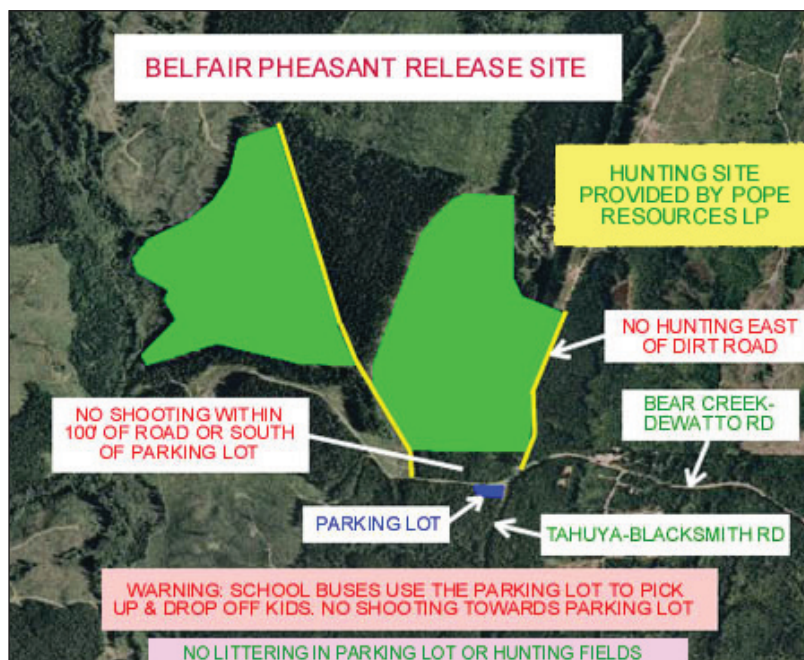 BELFAIR PHEASANT RELEASE SITE
HUNTING SITE
PROVIDED BY POPE
RESOURCES LP
NO HUNTING EAST
OF DIRT ROAD
NO SHOOTING WITHIN
100' OF ROAD OR SOUTH
OF PARKING LOT
BEAR CREEK-
DEWATTO RD
PARKING LOT
TAHUYA-BLACKSMITH RD
WARNING: SCHOOL BUSES USE THE PARKING LOT TO PICK
UP & DROP OFF KIDS. NO SHOOTING TOWARDS PARKING LOT
NO LITTERING IN PARKING LOT OR HUNTING FIELDS